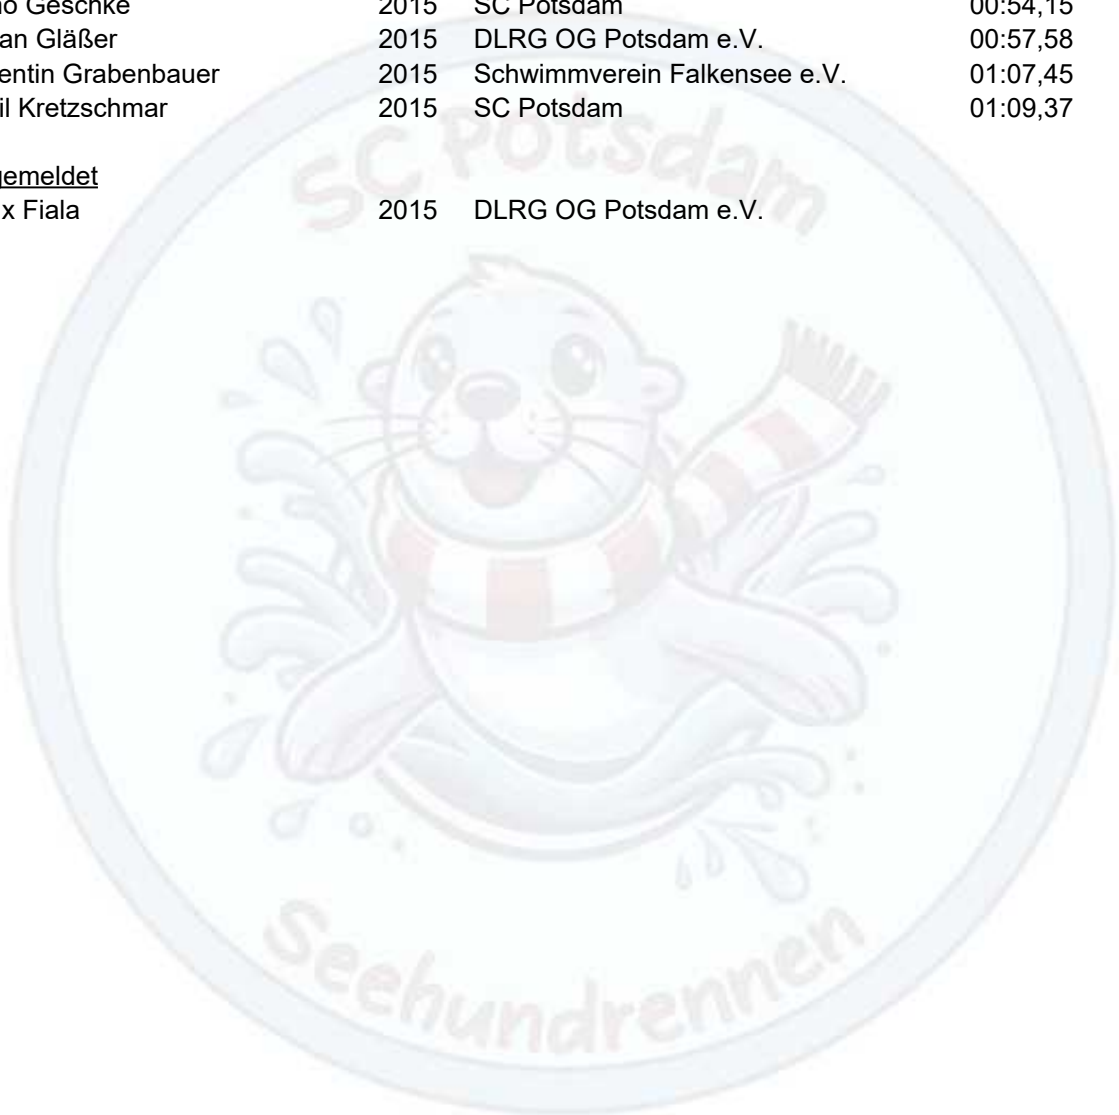 no Geschke 2015 SC Potsdam 00:54,15
an Gläßer 2015 DLRG OG Potsdam e.V. 00:57,58
entin Grabenbauer 2015 Schwimmverein Falkensee e.V. 01:07,45
il Kretzschmar 2015 SC Potsdam 01:09,37
gemeldet
x Fiala 2015 DLRG OG Potsdam e.V.
SC Potsdam
Seehundrennen